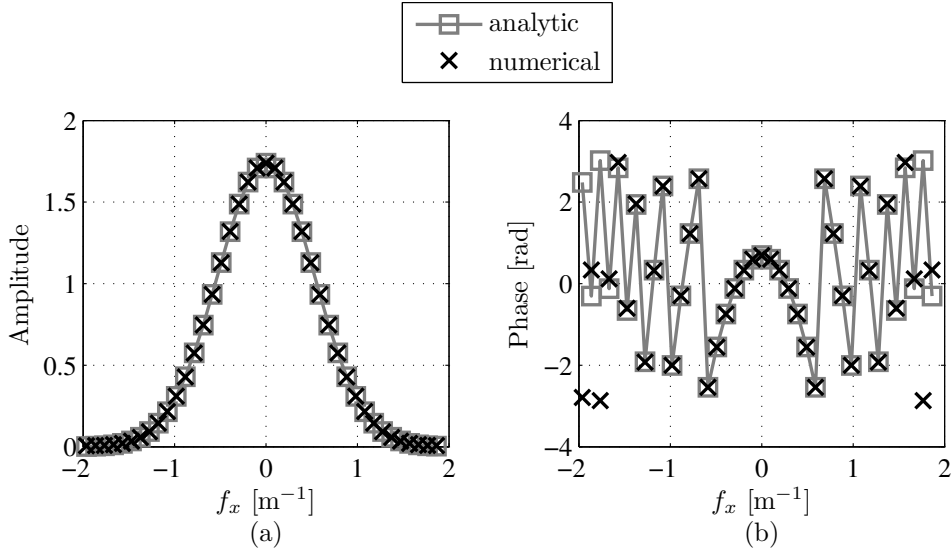 analytic
numerical
2
1.5
1
0.5
0
−2
−1
0
1
2
Amplitude
f_x [m⁻¹]
(a)
4
2
0
−2
−4
−2
−1
0
1
2
Phase [rad]
f_x [m⁻¹]
(b)